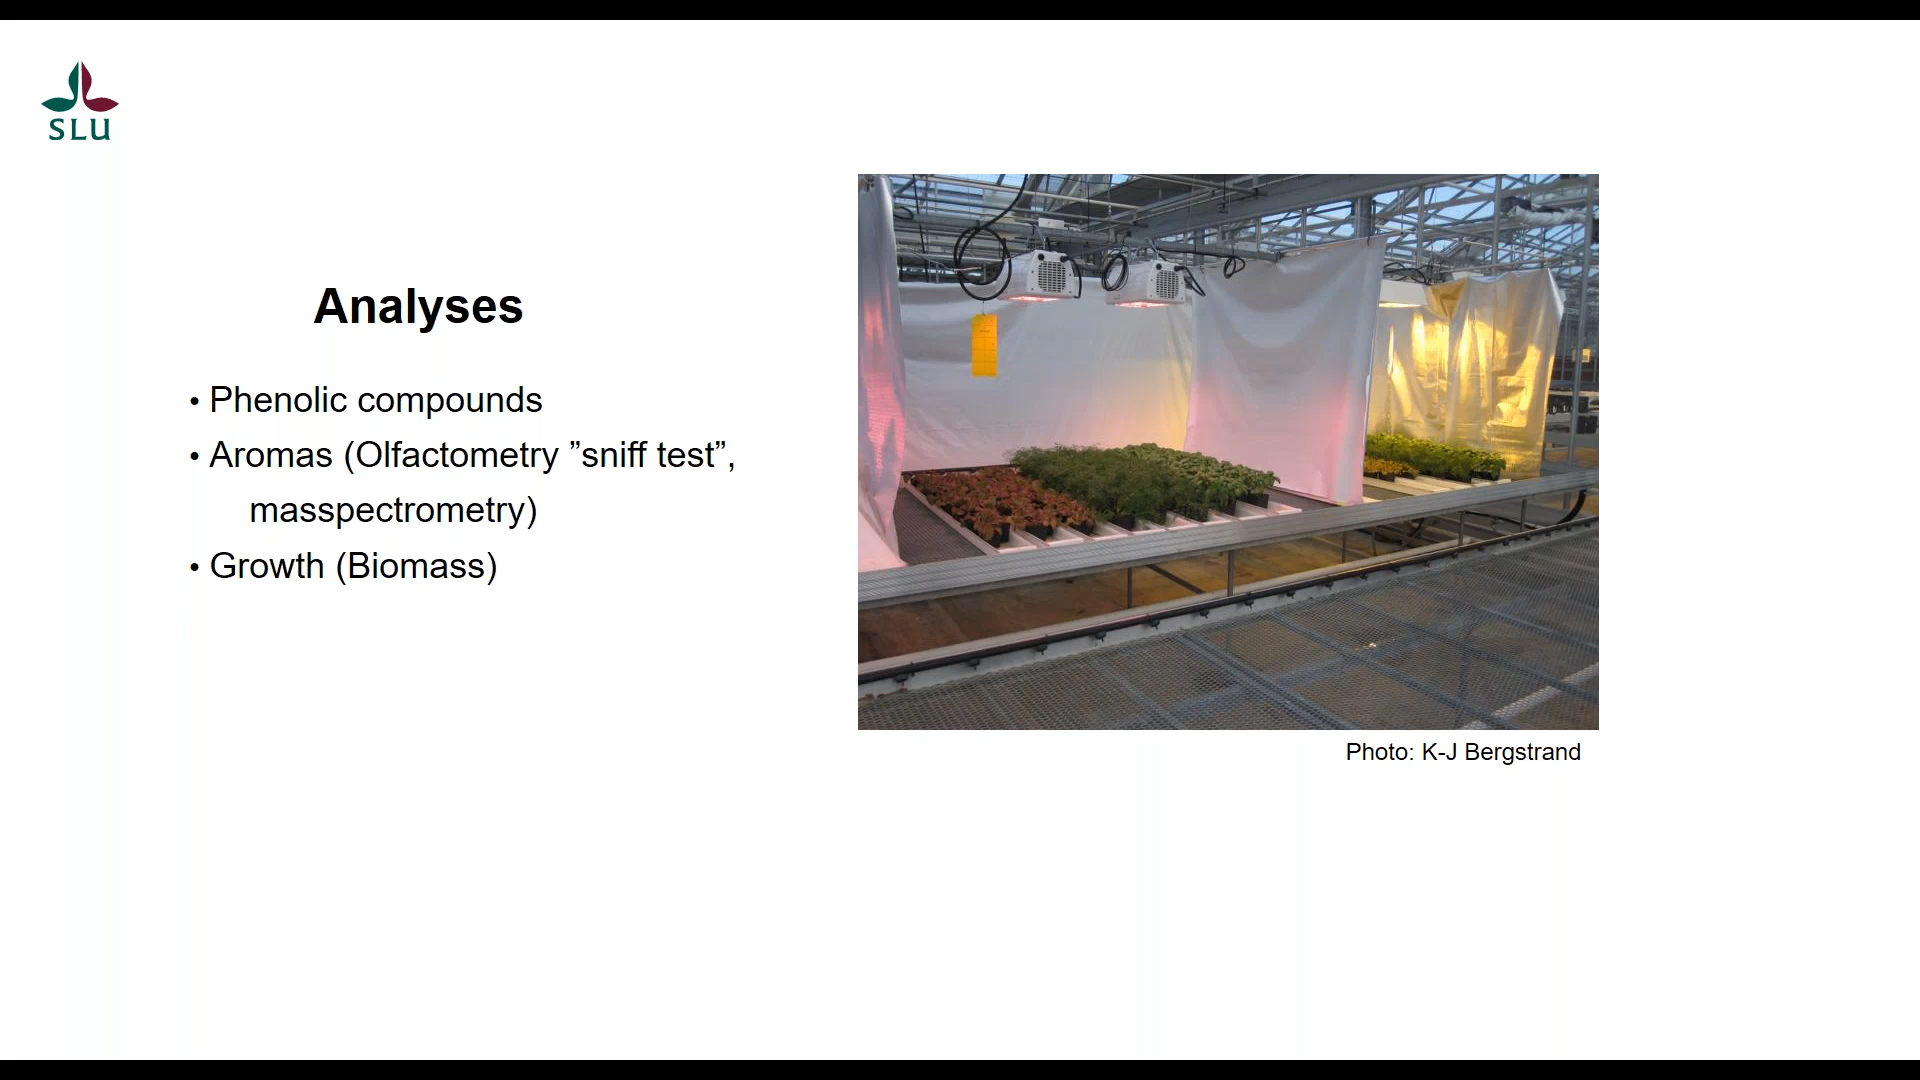 SLU
Analyses
• Phenolic compounds
• Aromas (Olfactometry ”sniff test”,
masspectrometry)
• Growth (Biomass)
Photo: K-J Bergstrand